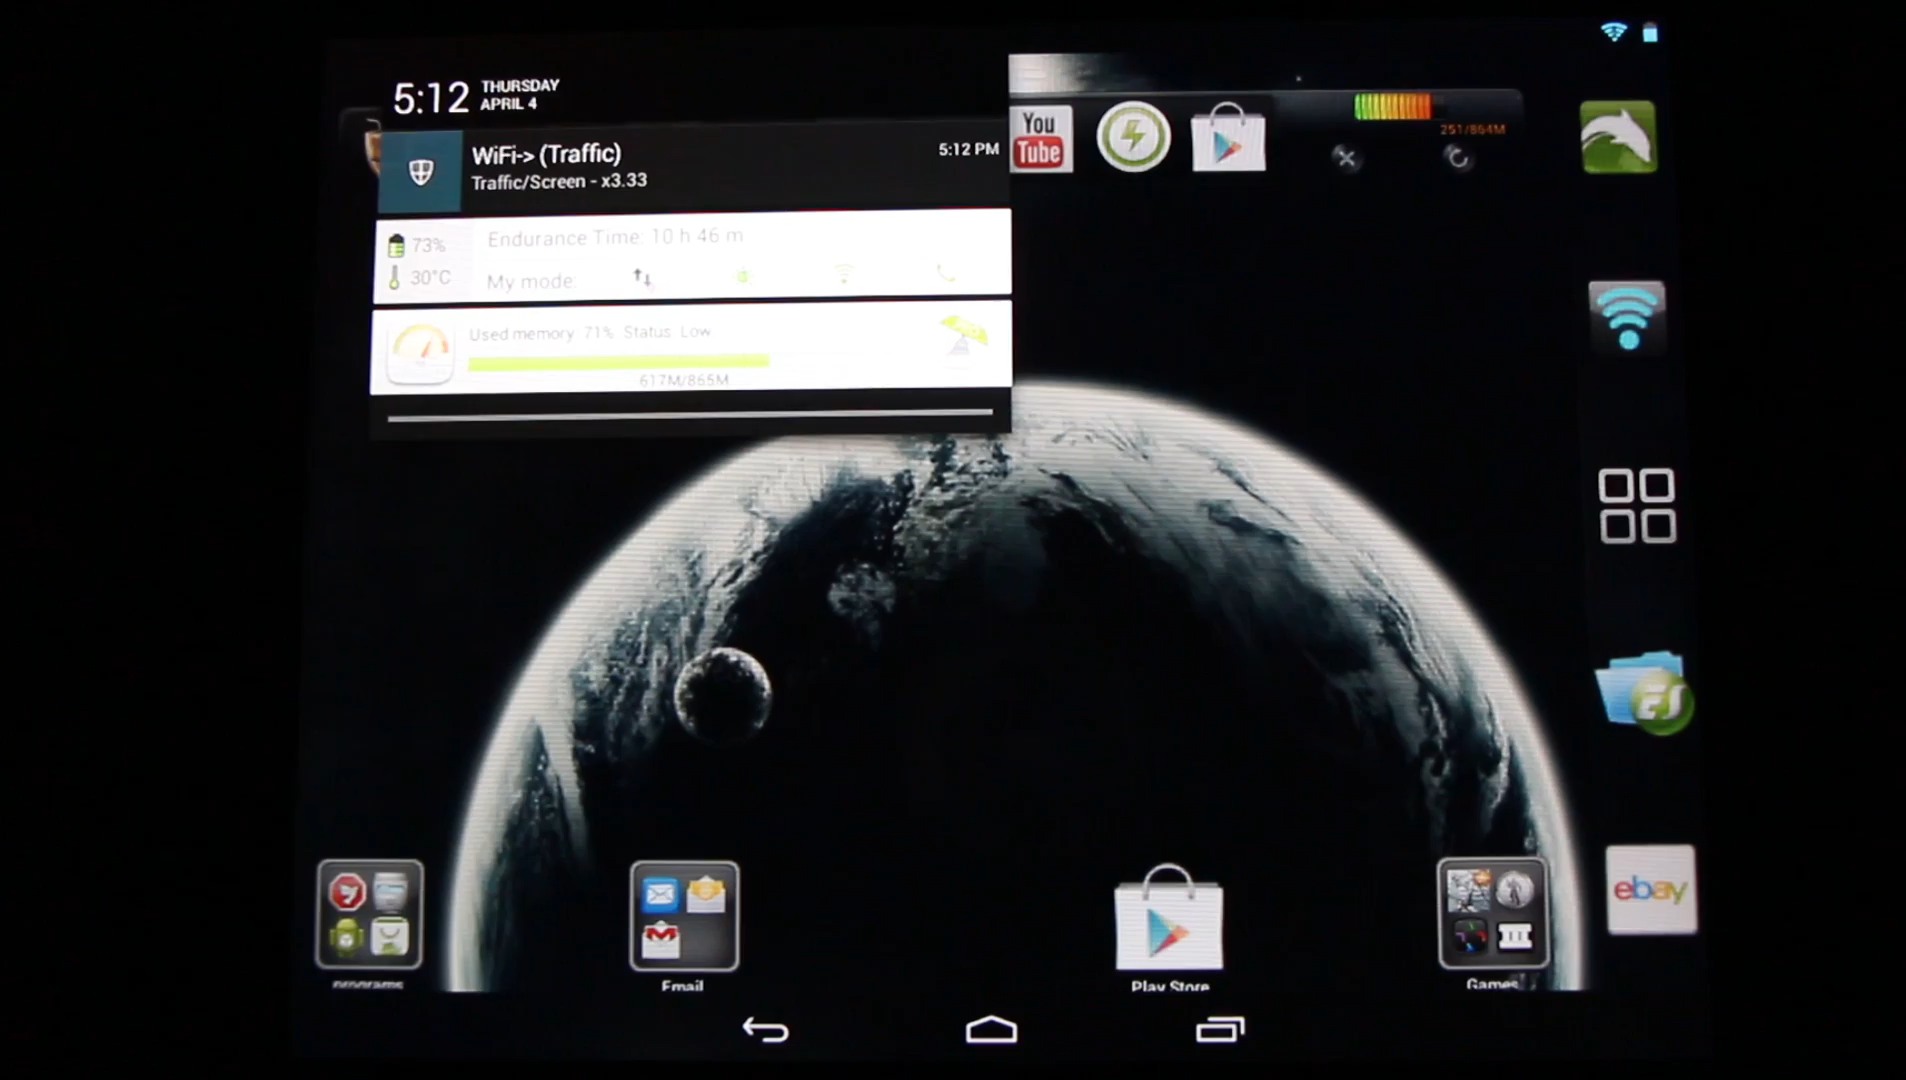 5:12 THURSDAY
APRIL 4
WiFi-> (Traffic) 5:12 PM
Traffic/Screen - x3.33
73% Endurance Time: 10 h 46 m
30°C My mode:
Used memory: 71% Status: Low
617M/865M
You
Tube
251/864M
ES
ebay
programs
Email
Play Store
Games